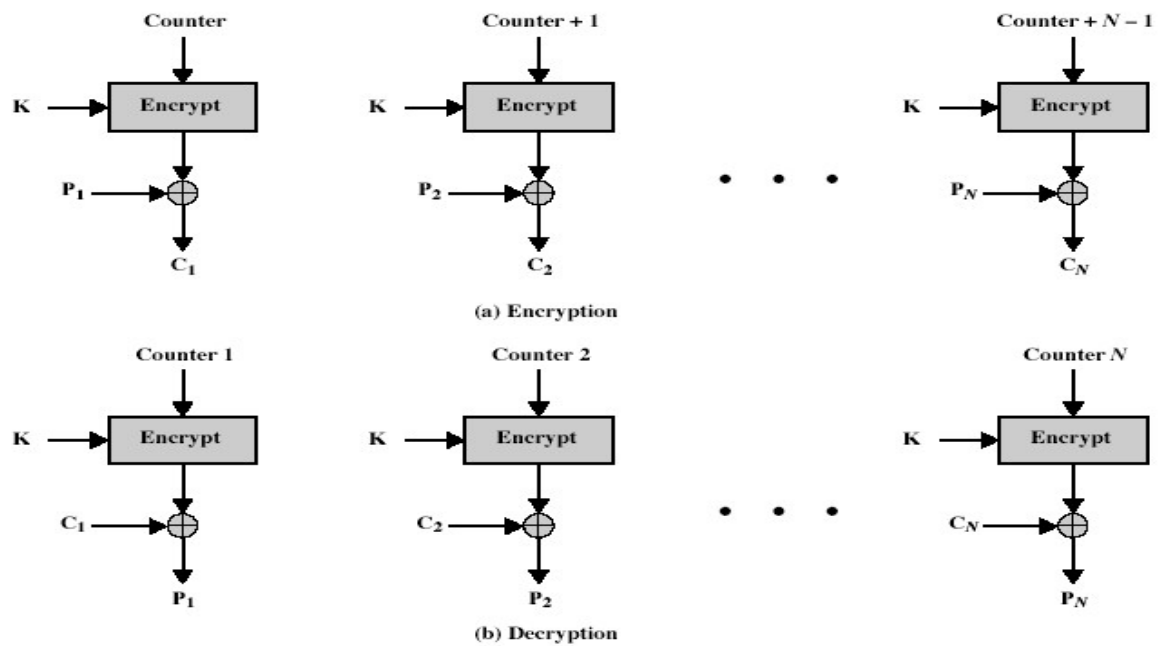 Counter Counter + 1 Counter + N – 1
K Encrypt K Encrypt K Encrypt
P1 P2 PN
C1 C2 CN
(a) Encryption
Counter 1 Counter 2 Counter N
K Encrypt K Encrypt K Encrypt
C1 C2 CN
P1 P2 PN
(b) Decryption